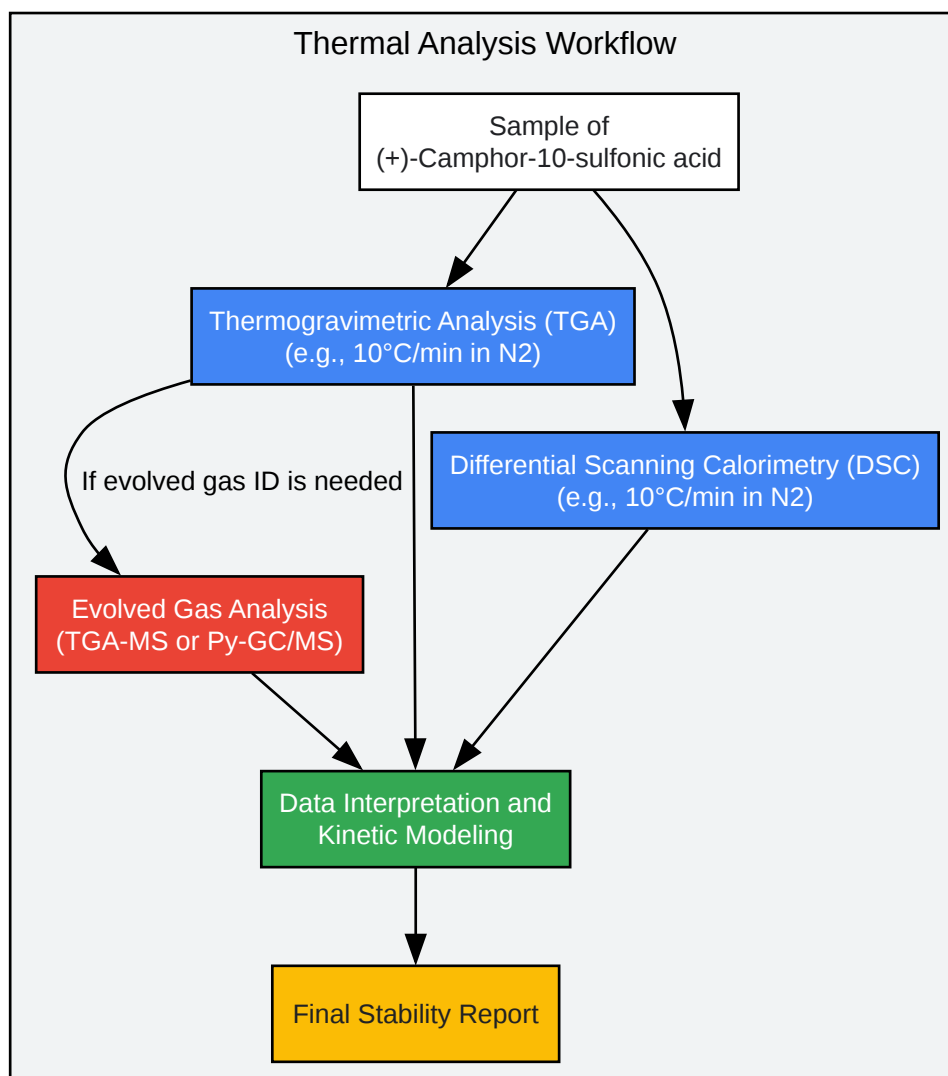 Thermal Analysis Workflow
Sample of
(+)-Camphor-10-sulfonic acid
Thermogravimetric Analysis (TGA)
(e.g., 10°C/min in N2)
Differential Scanning Calorimetry (DSC)
(e.g., 10°C/min in N2)
If evolved gas ID is needed
Evolved Gas Analysis
(TGA-MS or Py-GC/MS)
Data Interpretation and
Kinetic Modeling
Final Stability Report